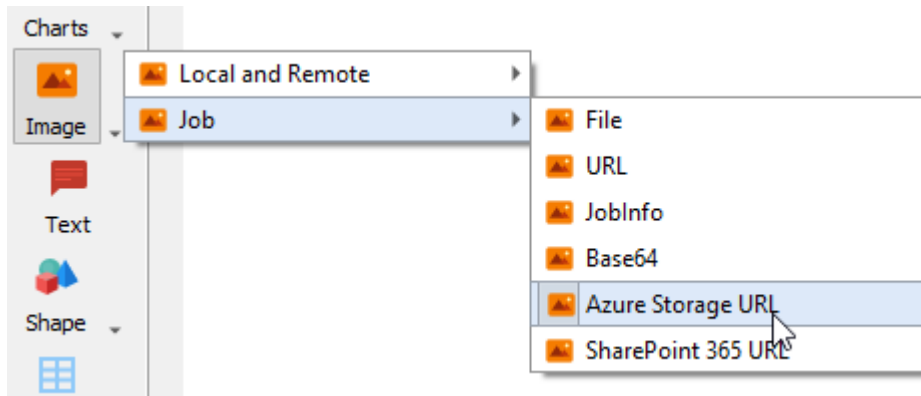 Charts
Image
Local and Remote
Job
File
URL
JobInfo
Base64
Azure Storage URL
SharePoint 365 URL
Text
Shape